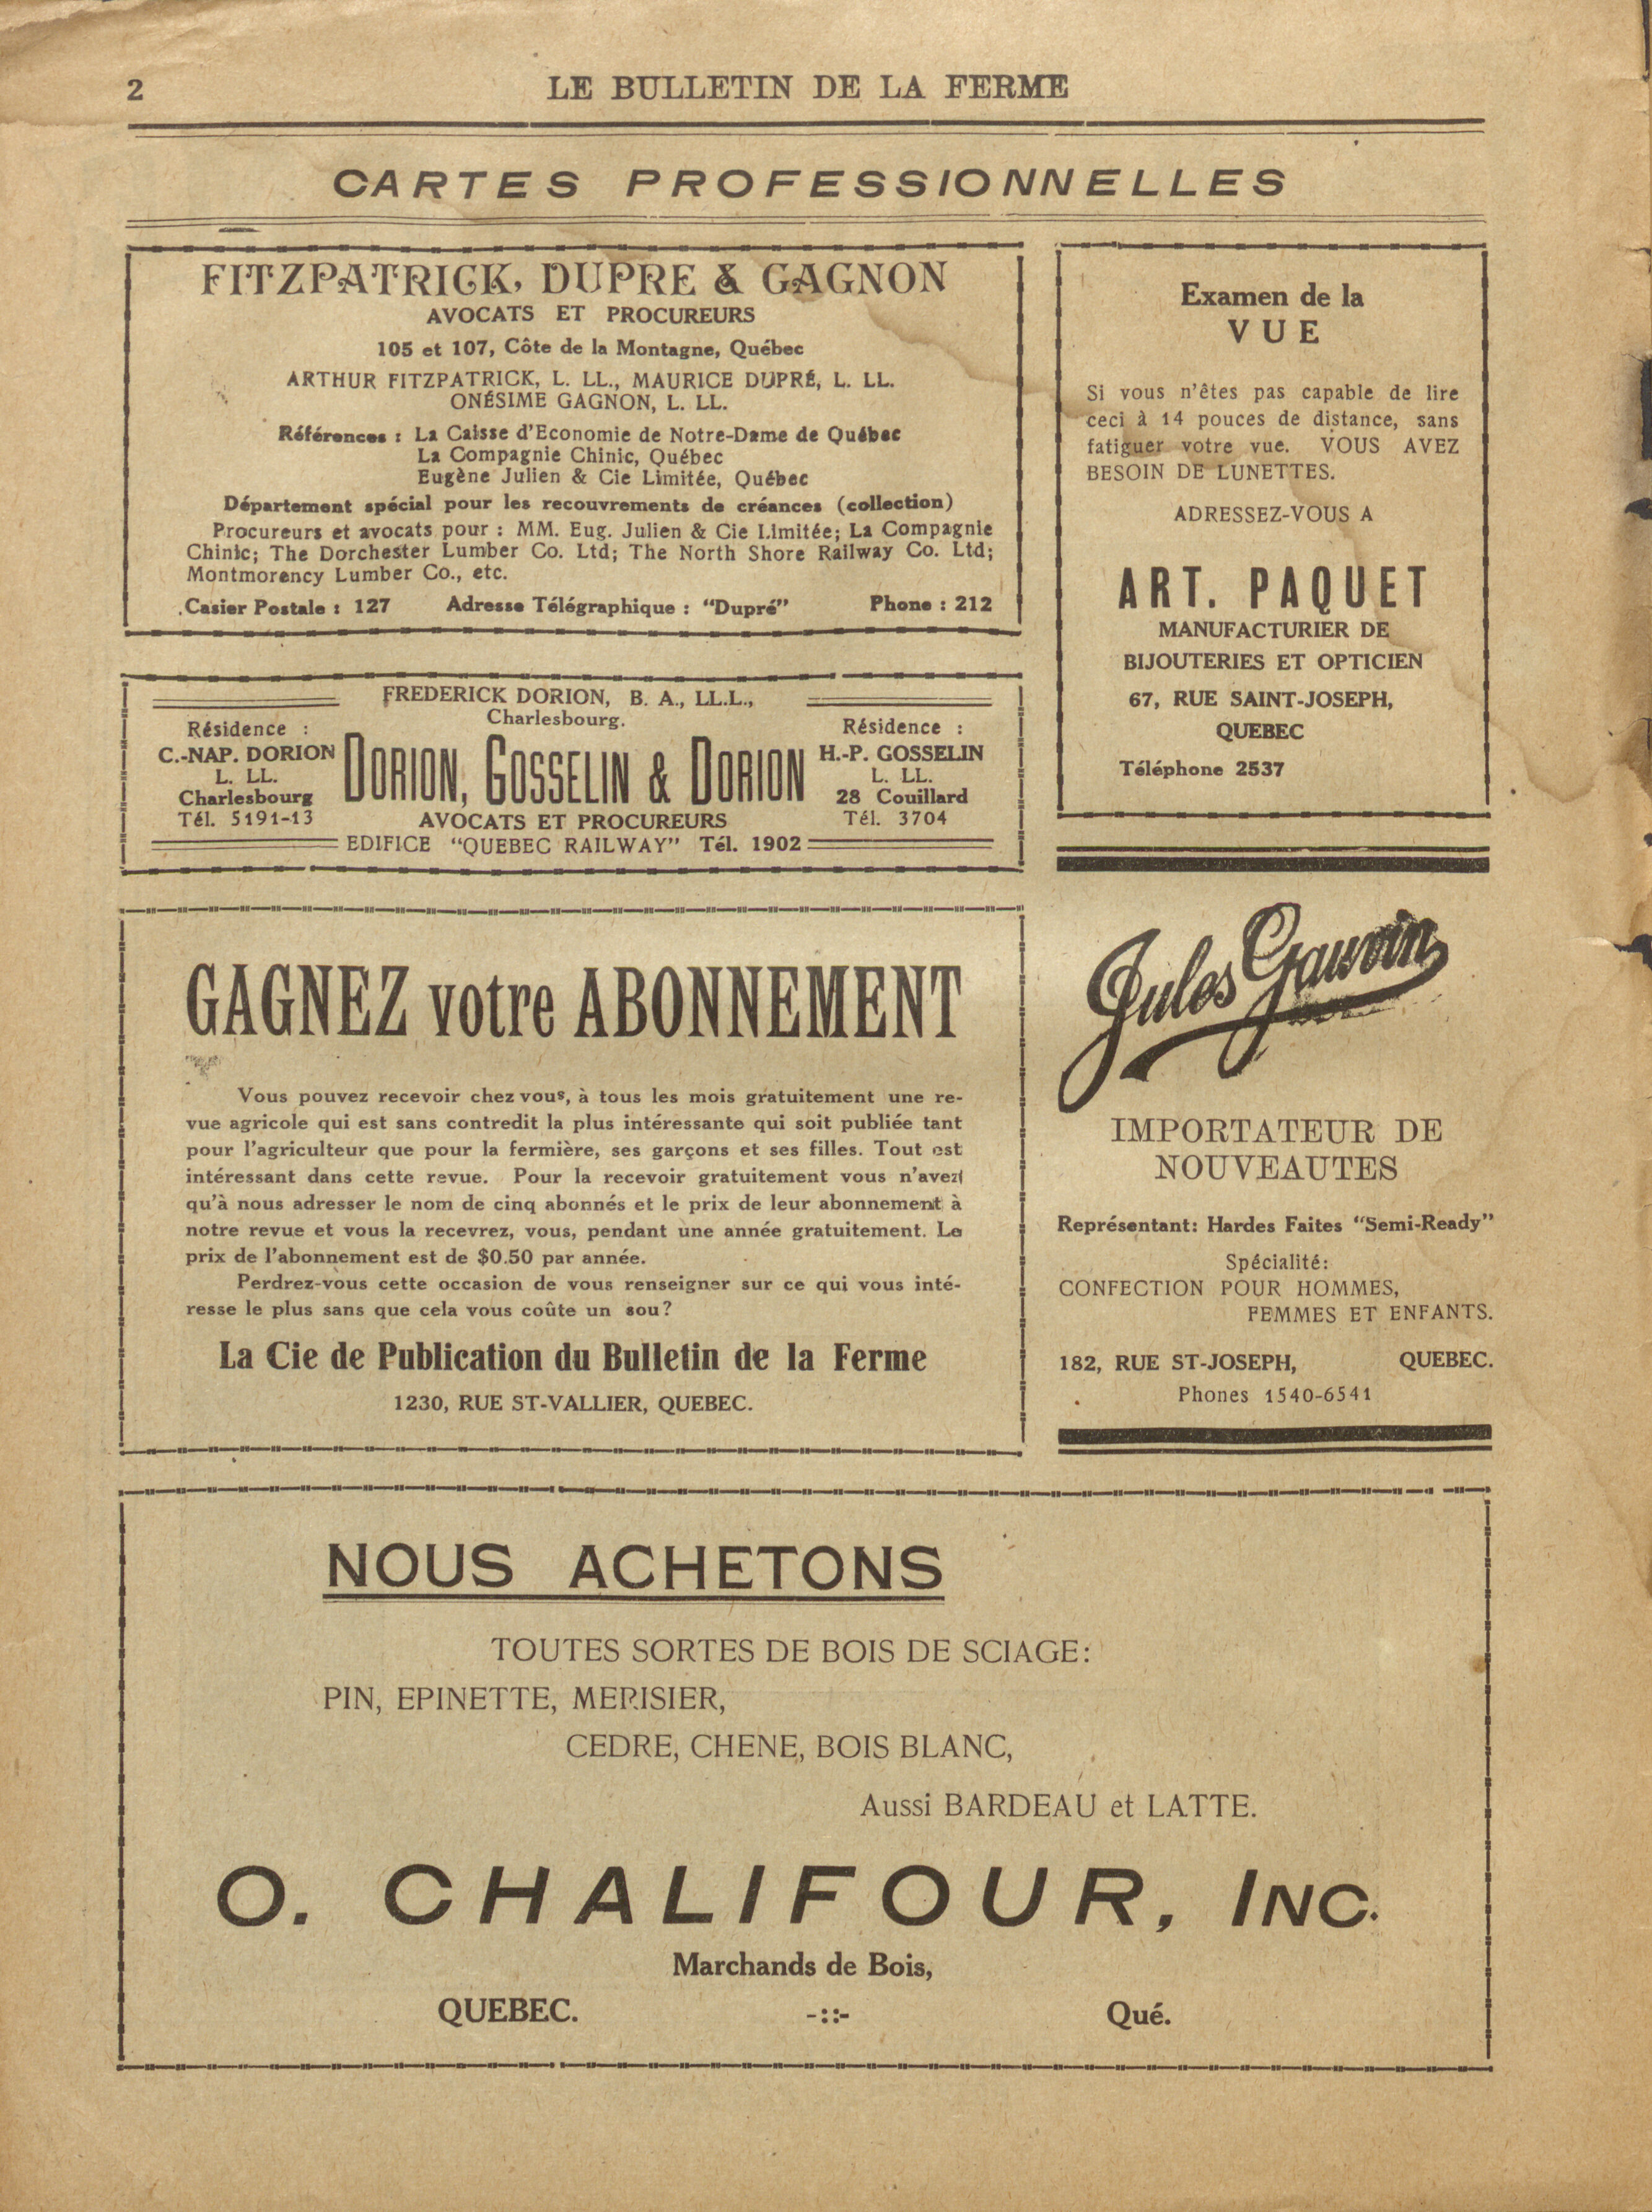 2
LE BULLETIN DE LA FERME
CARTES PROFESSIONNELLES
FITZPATRICK, DUPRE & GAGNON
AVOCATS ET PROCUREURS
105 et 107, Côte de la Montagne, Québec
ARTHUR FITZPATRICK, L. LL., MAURICE DUPRÉ, L. LL.
ONÉSIME GAGNON, L. LL.
Références : La Caisse d'Economie de Notre-Dame de Québec
La Compagnie Chinic, Québec
Eugène Julien & Cie Limitée, Québec
Département spécial pour les recouvrements de créances (collection)
Procureurs et avocats pour : MM. Eug. Julien & Cie Limitée; La Compagnie
Chinic; The Dorchester Lumber Co. Ltd; The North Shore Railway Co. Ltd;
Montmorency Lumber Co., etc.
Casier Postale : 127 Adresse Télégraphique : "Dupré" Phone : 212
FREDERICK DORION, B. A., LL.L.,
Charlesbourg.
Résidence :
C.-NAP. DORION
L. LL.
Charlesbourg
Tél. 5191-13
DORION, GOSSELIN & DORION
AVOCATS ET PROCUREURS
EDIFICE "QUEBEC RAILWAY" Tél. 1902
Résidence :
H.-P. GOSSELIN
L. LL.
28 Couillard
Tél. 3704
Examen de la
VUE
Si vous n'êtes pas capable de lire
ceci à 14 pouces de distance, sans
fatiguer votre vue. VOUS AVEZ
BESOIN DE LUNETTES.
ADRESSEZ-VOUS A
ART. PAQUET
MANUFACTURIER DE
BIJOUTERIES ET OPTICIEN
67, RUE SAINT-JOSEPH,
QUEBEC
Téléphone 2537
GAGNEZ votre ABONNEMENT
Vous pouvez recevoir chez vous, à tous les mois gratuitement une re-
vue agricole qui est sans contredit la plus intéressante qui soit publiée tant
pour l'agriculteur que pour la fermière, ses garçons et ses filles. Tout est
intéressant dans cette revue. Pour la recevoir gratuitement vous n'avez
qu'à nous adresser le nom de cinq abonnés et le prix de leur abonnement à
notre revue et vous la recevrez, vous, pendant une année gratuitement. Le
prix de l'abonnement est de $0.50 par année.
Perdrez-vous cette occasion de vous renseigner sur ce qui vous inté-
resse le plus sans que cela vous coûte un sou?
La Cie de Publication du Bulletin de la Ferme
1230, RUE ST-VALLIER, QUEBEC.
Jules Gauvin
IMPORTATEUR DE
NOUVEAUTES
Représentant: Hardes Faites "Semi-Ready"
Spécialité:
CONFECTION POUR HOMMES,
FEMMES ET ENFANTS.
182, RUE ST-JOSEPH, QUEBEC.
Phones 1540-6541
NOUS ACHETONS
TOUTES SORTES DE BOIS DE SCIAGE:
PIN, EPINETTE, MERISIER,
CEDRE, CHENE, BOIS BLANC,
Aussi BARDEAU et LATTE.
O. CHALIFOUR, INC.
Marchands de Bois,
QUEBEC. -::- Qué.